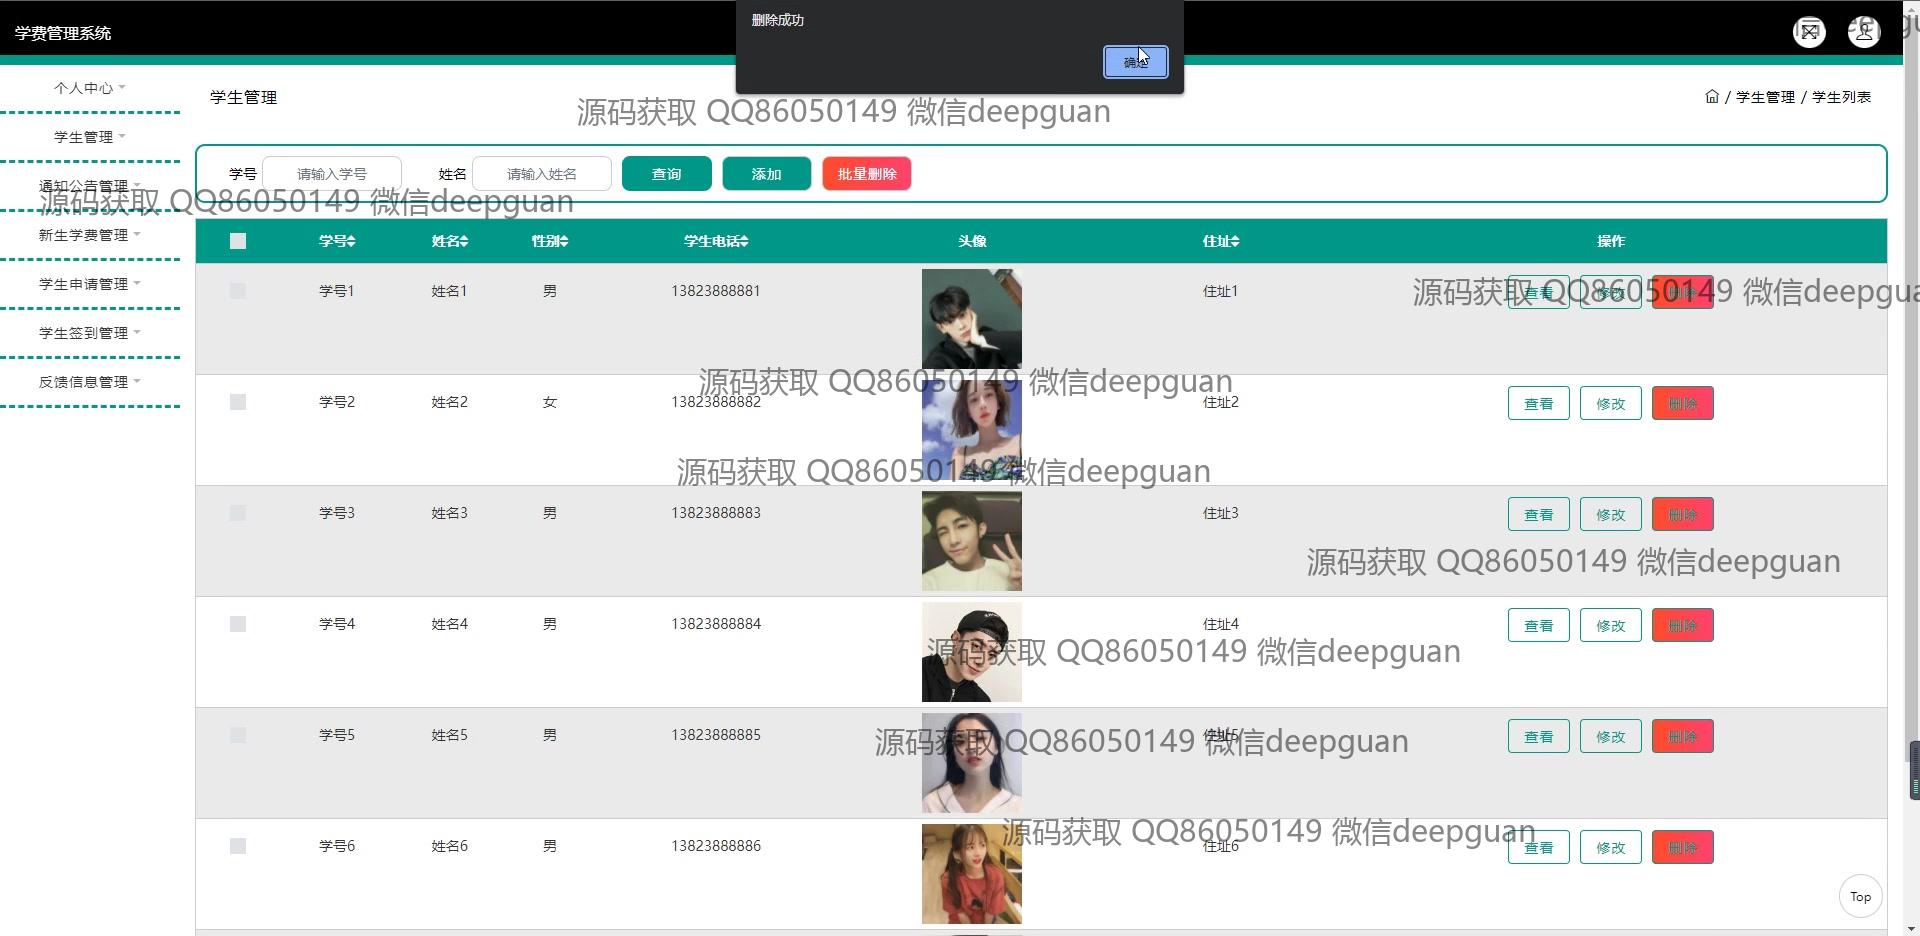 删除成功
学费管理系统
确定
个人中心
学生管理
通知公告管理
新生学费管理
学生申请管理
学生签到管理
反馈信息管理
学生管理
/ 学生管理 / 学生列表
源码获取 QQ86050149 微信deepguan
学号 请输入学号 姓名 请输入姓名 查询 添加 批量删除
源码获取 QQ86050149 微信deepguan
学号 姓名 性别 学生电话 头像 住址 操作
学号1 姓名1 男 13823888881 住址1 查看 修改 删除
源码获取 QQ86050149 微信deepgua
源码获取 QQ86050149 微信deepguan
学号2 姓名2 女 13823888882 住址2 查看 修改 删除
源码获取 QQ86050149 微信deepguan
学号3 姓名3 男 13823888883 住址3 查看 修改 删除
源码获取 QQ86050149 微信deepguan
学号4 姓名4 男 13823888884 住址4 查看 修改 删除
源码获取 QQ86050149 微信deepguan
学号5 姓名5 男 13823888885 住址5 查看 修改 删除
源码获取 QQ86050149 微信deepguan
源码获取 QQ86050149 微信deepguan
学号6 姓名6 男 13823888886 住址6 查看 修改 删除
Top